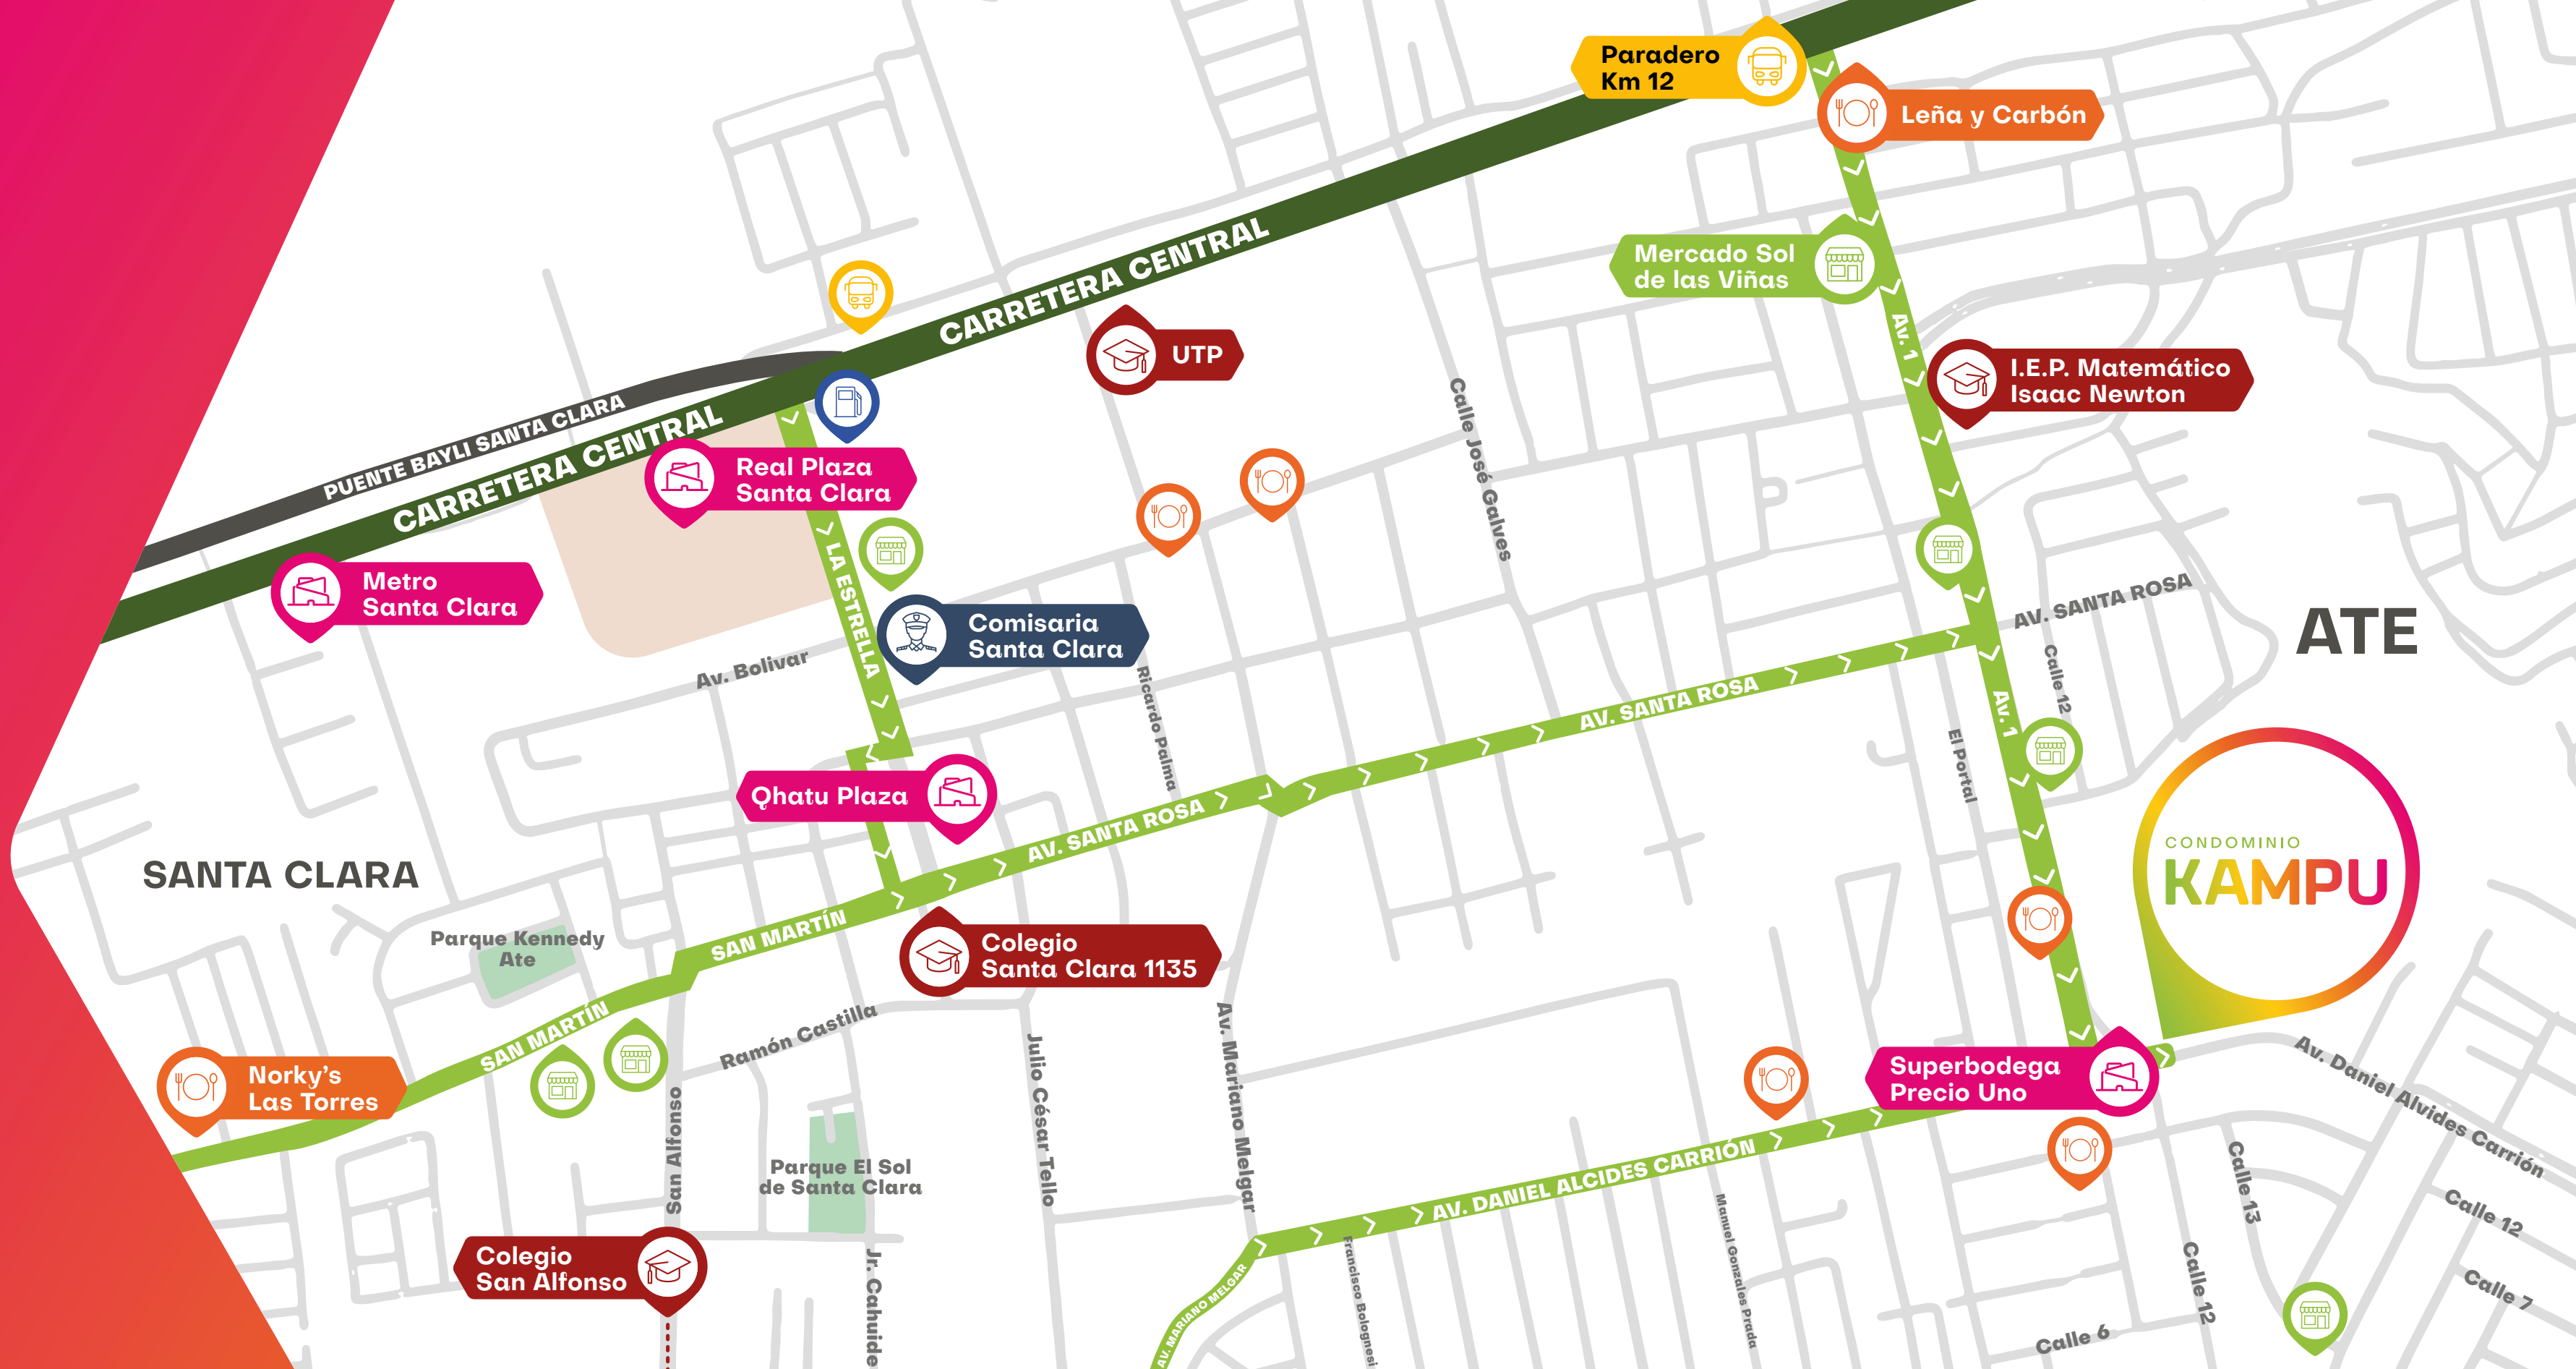 Paradero
Km 12
Leña y Carbón
CARRETERA CENTRAL
Mercado Sol
de las Viñas
Av. 1
UTP
I.E.P. Matemático
Isaac Newton
PUENTE BAYLI SANTA CLARA
CARRETERA CENTRAL
Real Plaza
Santa Clara
Calle José Galves
Metro
Santa Clara
LA ESTRELLA
Comisaria
Santa Clara
Av. Bolivar
Ricardo Palma
AV. SANTA ROSA
ATE
Calle 12
AV. SANTA ROSA
Av. 1
El Portal
Qhatu Plaza
AV. SANTA ROSA
CONDOMINIO
KAMPU
SANTA CLARA
SAN MARTÍN
Parque Kennedy
Ate
Colegio
Santa Clara 1135
SAN MARTÍN
Ramón Castilla
Norky's
Las Torres
San Alfonso
Julio César Tello
Av. Mariano Melgar
Superbodega
Precio Uno
Av. Daniel Alvides Carrión
Parque El Sol
de Santa Clara
AV. DANIEL ALCIDES CARRIÓN
Calle 13
Calle 12
Colegio
San Alfonso
Jr. Cahuide
AV. MARIANO MELGAR
Francisco Bolognesi
Manuel Gonzales Prada
Calle 12
Calle 7
Calle 6